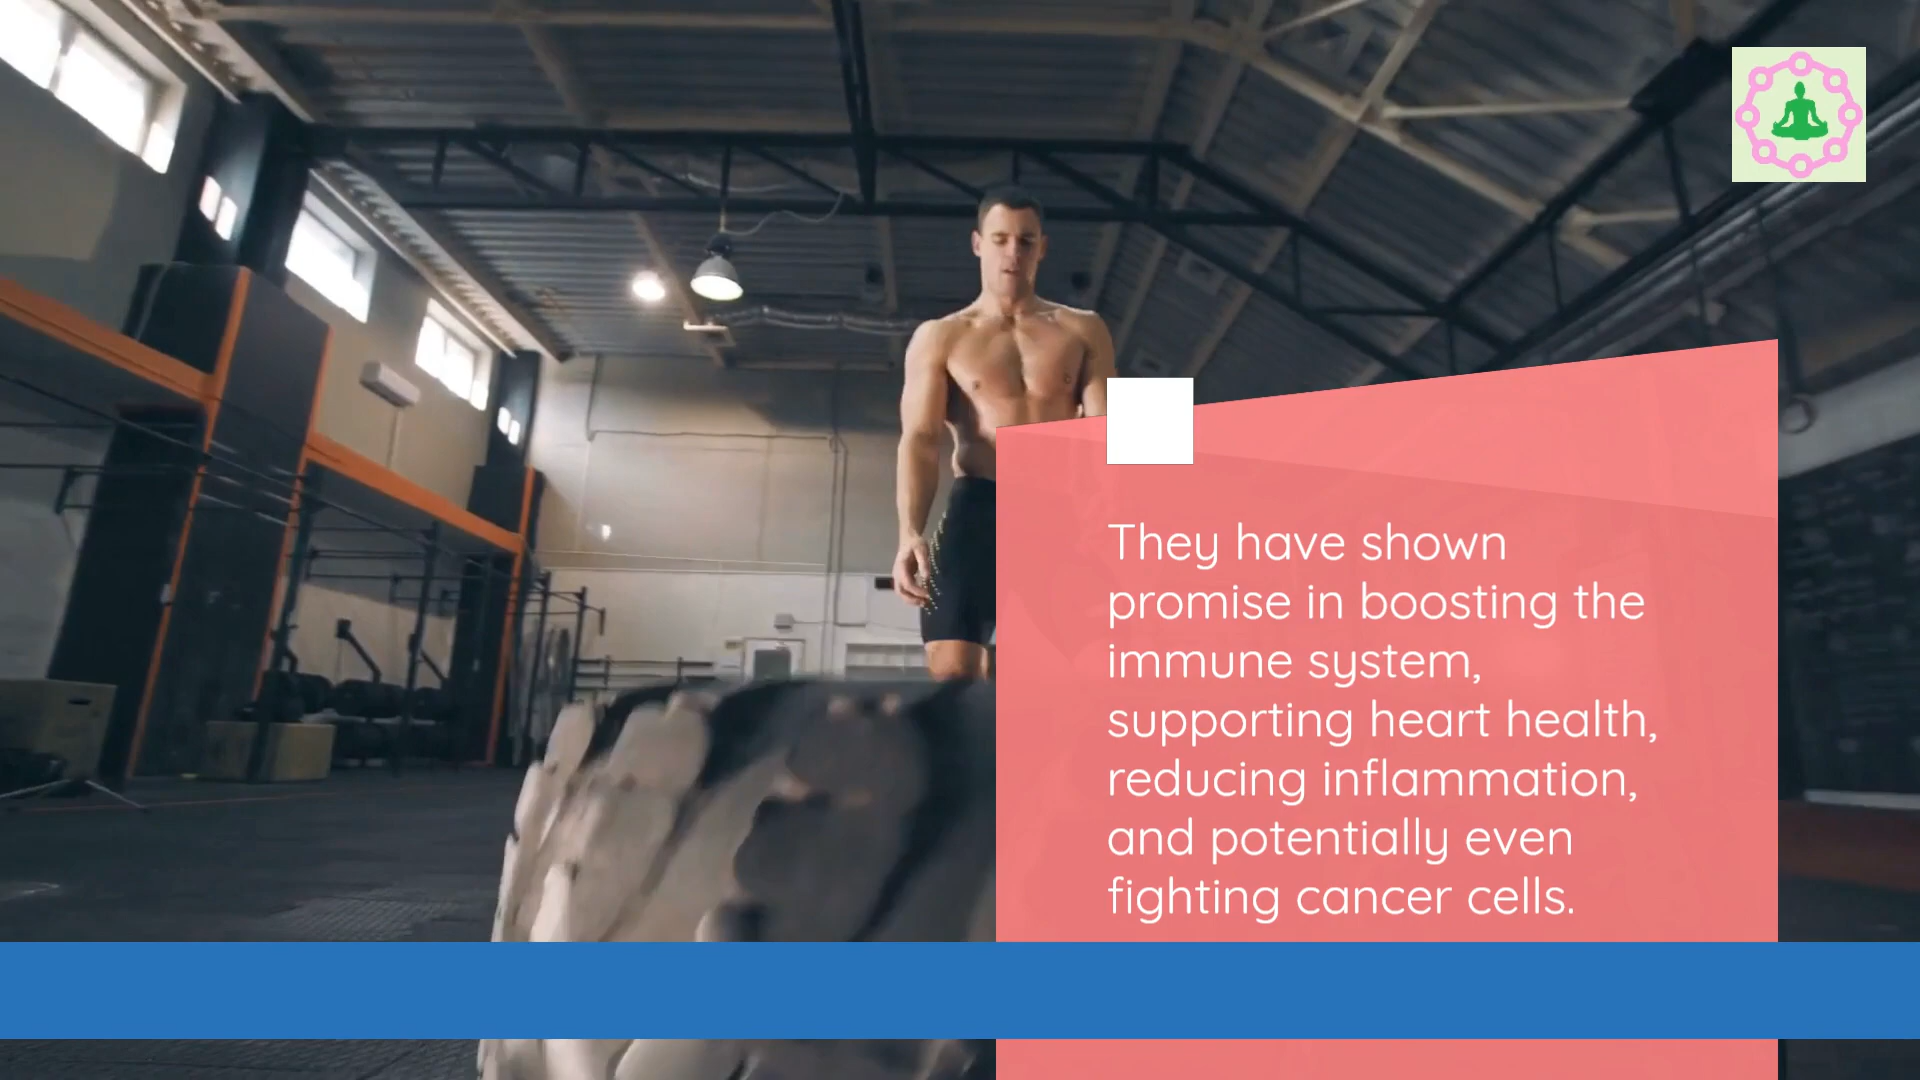 They have shown
promise in boosting the
immune system,
supporting heart health,
reducing inflammation,
and potentially even
fighting cancer cells.